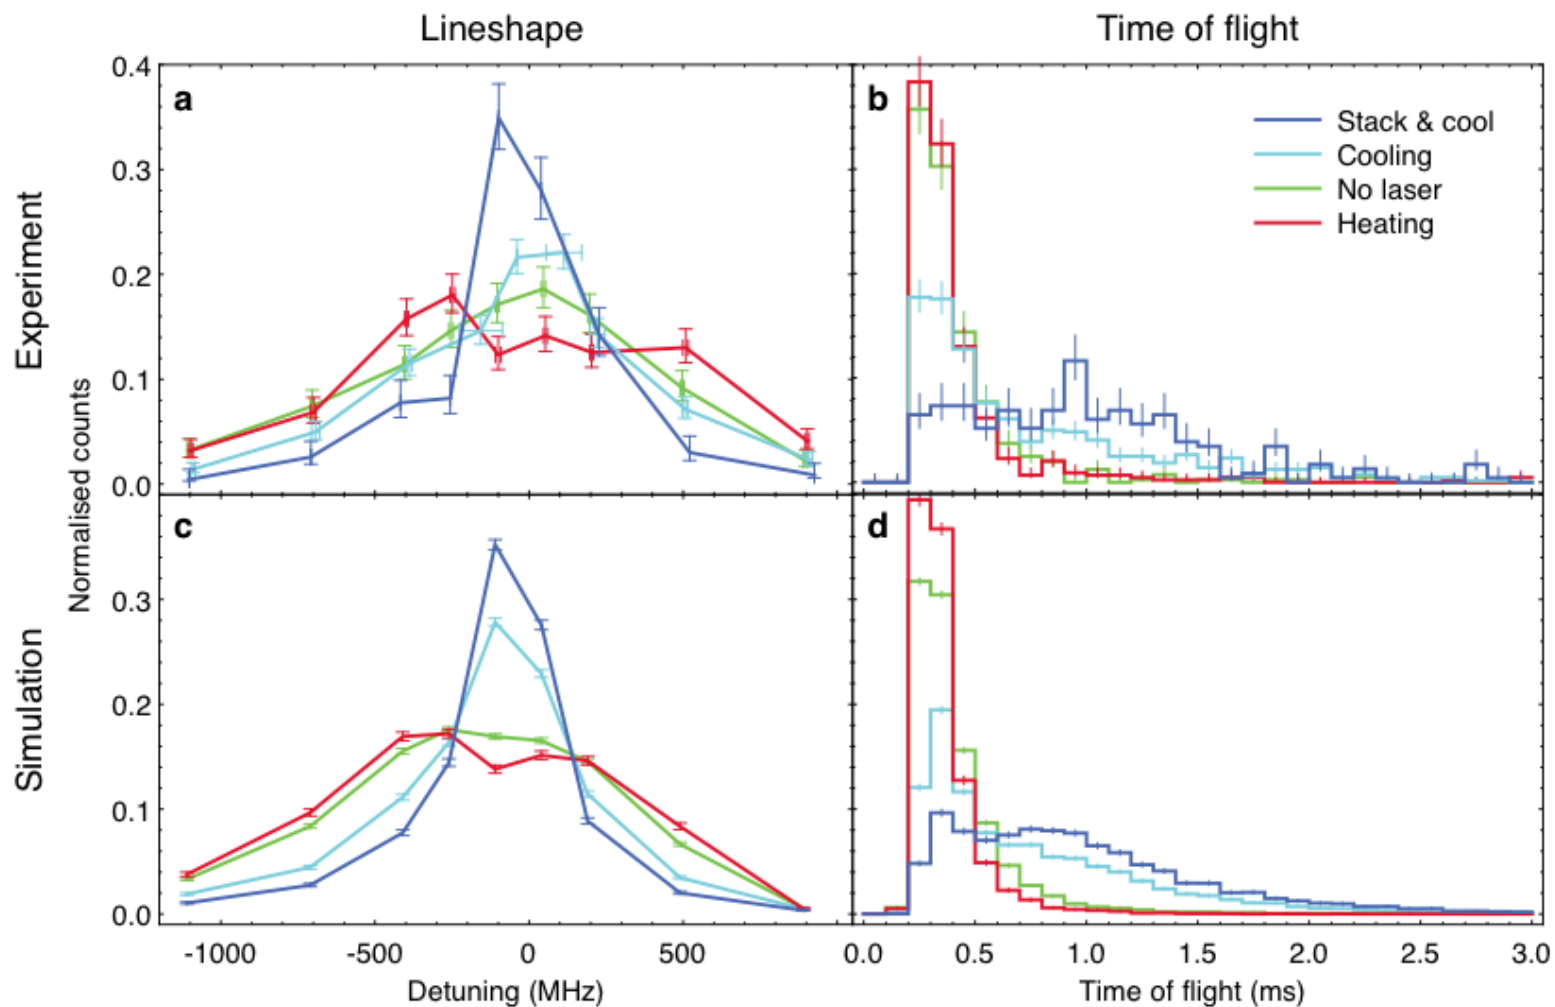 Lineshape
Time of flight
Experiment
Simulation
Normalised counts
a
0.4
0.3
0.2
0.1
0.0
b
Stack & cool
Cooling
No laser
Heating
c
0.3
0.2
0.1
0.0
-1000
-500
0
500
Detuning (MHz)
d
0.0
0.5
1.0
1.5
2.0
2.5
3.0
Time of flight (ms)